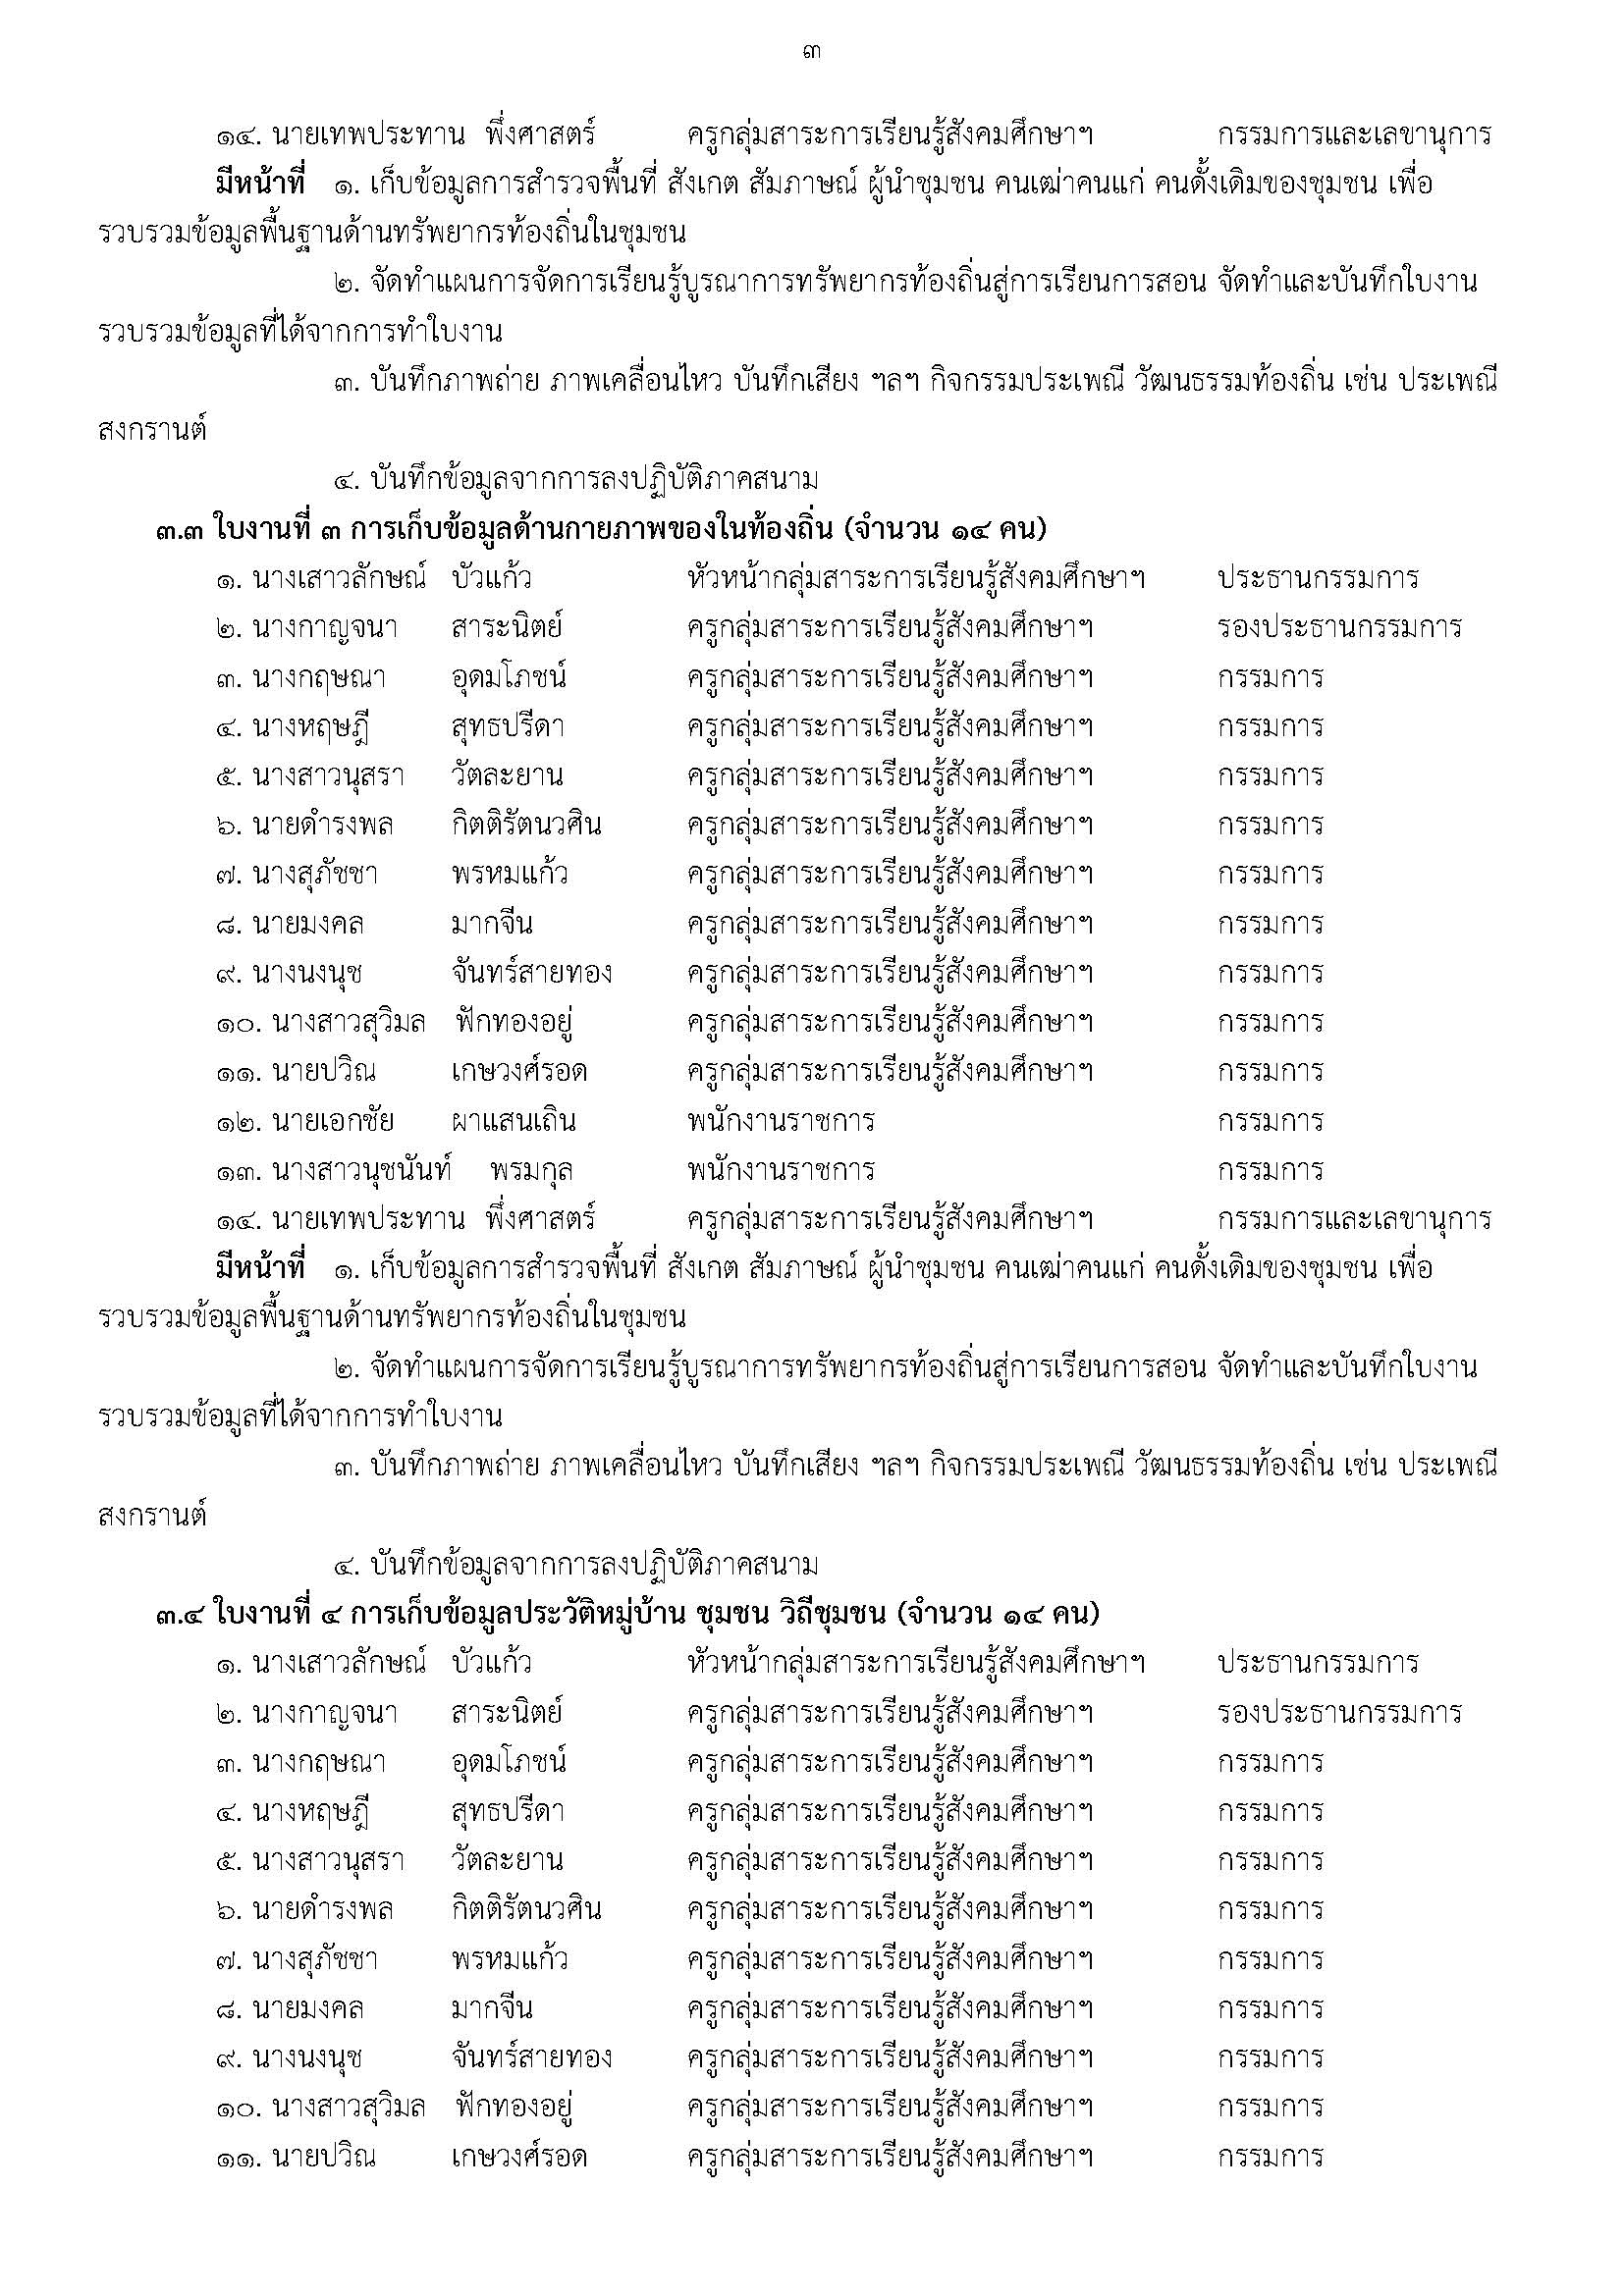 ๓
๑๔. นายเทพประทาน พึ่งศาสตร์ ครูกลุ่มสาระการเรียนรู้สังคมศึกษาฯ กรรมการและเลขานุการ
มีหน้าที่ ๑. เก็บข้อมูลการสำรวจพื้นที่ สังเกต สัมภาษณ์ ผู้นำชุมชน คนเฒ่าคนแก่ คนดั้งเดิมของชุมชน เพื่อ
รวบรวมข้อมูลพื้นฐานด้านทรัพยากรท้องถิ่นในชุมชน
๒. จัดทำแผนการจัดการเรียนรู้บูรณาการทรัพยากรท้องถิ่นสู่การเรียนการสอน จัดทำและบันทึกใบงาน
รวบรวมข้อมูลที่ได้จากการทำใบงาน
๓. บันทึกภาพถ่าย ภาพเคลื่อนไหว บันทึกเสียง ฯลฯ กิจกรรมประเพณี วัฒนธรรมท้องถิ่น เช่น ประเพณี
สงกรานต์
๔. บันทึกข้อมูลจากการลงปฏิบัติภาคสนาม
๓.๓ ใบงานที่ ๓ การเก็บข้อมูลด้านกายภาพของในท้องถิ่น (จำนวน ๑๔ คน)
๑. นางเสาวลักษณ์ บัวแก้ว หัวหน้ากลุ่มสาระการเรียนรู้สังคมศึกษาฯ ประธานกรรมการ
๒. นางกาญจนา สาระนิตย์ ครูกลุ่มสาระการเรียนรู้สังคมศึกษาฯ รองประธานกรรมการ
๓. นางกฤษณา อุดมโภชน์ ครูกลุ่มสาระการเรียนรู้สังคมศึกษาฯ กรรมการ
๔. นางหฤษฎี สุทธปรีดา ครูกลุ่มสาระการเรียนรู้สังคมศึกษาฯ กรรมการ
๕. นางสาวนุสรา วัตละยาน ครูกลุ่มสาระการเรียนรู้สังคมศึกษาฯ กรรมการ
๖. นายดำรงพล กิตติรัตนวศิน ครูกลุ่มสาระการเรียนรู้สังคมศึกษาฯ กรรมการ
๗. นางสุภัชชา พรหมแก้ว ครูกลุ่มสาระการเรียนรู้สังคมศึกษาฯ กรรมการ
๘. นายมงคล มากจีน ครูกลุ่มสาระการเรียนรู้สังคมศึกษาฯ กรรมการ
๙. นางนงนุช จันทร์สายทอง ครูกลุ่มสาระการเรียนรู้สังคมศึกษาฯ กรรมการ
๑๐. นางสาวสุวิมล ฟักทองอยู่ ครูกลุ่มสาระการเรียนรู้สังคมศึกษาฯ กรรมการ
๑๑. นายปวิณ เกษวงศ์รอด ครูกลุ่มสาระการเรียนรู้สังคมศึกษาฯ กรรมการ
๑๒. นายเอกชัย ผาแสนเถิน พนักงานราชการ กรรมการ
๑๓. นางสาวนุชนันท์ พรมกุล พนักงานราชการ กรรมการ
๑๔. นายเทพประทาน พึ่งศาสตร์ ครูกลุ่มสาระการเรียนรู้สังคมศึกษาฯ กรรมการและเลขานุการ
มีหน้าที่ ๑. เก็บข้อมูลการสำรวจพื้นที่ สังเกต สัมภาษณ์ ผู้นำชุมชน คนเฒ่าคนแก่ คนดั้งเดิมของชุมชน เพื่อ
รวบรวมข้อมูลพื้นฐานด้านทรัพยากรท้องถิ่นในชุมชน
๒. จัดทำแผนการจัดการเรียนรู้บูรณาการทรัพยากรท้องถิ่นสู่การเรียนการสอน จัดทำและบันทึกใบงาน
รวบรวมข้อมูลที่ได้จากการทำใบงาน
๓. บันทึกภาพถ่าย ภาพเคลื่อนไหว บันทึกเสียง ฯลฯ กิจกรรมประเพณี วัฒนธรรมท้องถิ่น เช่น ประเพณี
สงกรานต์
๔. บันทึกข้อมูลจากการลงปฏิบัติภาคสนาม
๓.๔ ใบงานที่ ๔ การเก็บข้อมูลประวัติหมู่บ้าน ชุมชน วิถีชุมชน (จำนวน ๑๔ คน)
๑. นางเสาวลักษณ์ บัวแก้ว หัวหน้ากลุ่มสาระการเรียนรู้สังคมศึกษาฯ ประธานกรรมการ
๒. นางกาญจนา สาระนิตย์ ครูกลุ่มสาระการเรียนรู้สังคมศึกษาฯ รองประธานกรรมการ
๓. นางกฤษณา อุดมโภชน์ ครูกลุ่มสาระการเรียนรู้สังคมศึกษาฯ กรรมการ
๔. นางหฤษฎี สุทธปรีดา ครูกลุ่มสาระการเรียนรู้สังคมศึกษาฯ กรรมการ
๕. นางสาวนุสรา วัตละยาน ครูกลุ่มสาระการเรียนรู้สังคมศึกษาฯ กรรมการ
๖. นายดำรงพล กิตติรัตนวศิน ครูกลุ่มสาระการเรียนรู้สังคมศึกษาฯ กรรมการ
๗. นางสุภัชชา พรหมแก้ว ครูกลุ่มสาระการเรียนรู้สังคมศึกษาฯ กรรมการ
๘. นายมงคล มากจีน ครูกลุ่มสาระการเรียนรู้สังคมศึกษาฯ กรรมการ
๙. นางนงนุช จันทร์สายทอง ครูกลุ่มสาระการเรียนรู้สังคมศึกษาฯ กรรมการ
๑๐. นางสาวสุวิมล ฟักทองอยู่ ครูกลุ่มสาระการเรียนรู้สังคมศึกษาฯ กรรมการ
๑๑. นายปวิณ เกษวงศ์รอด ครูกลุ่มสาระการเรียนรู้สังคมศึกษาฯ กรรมการ